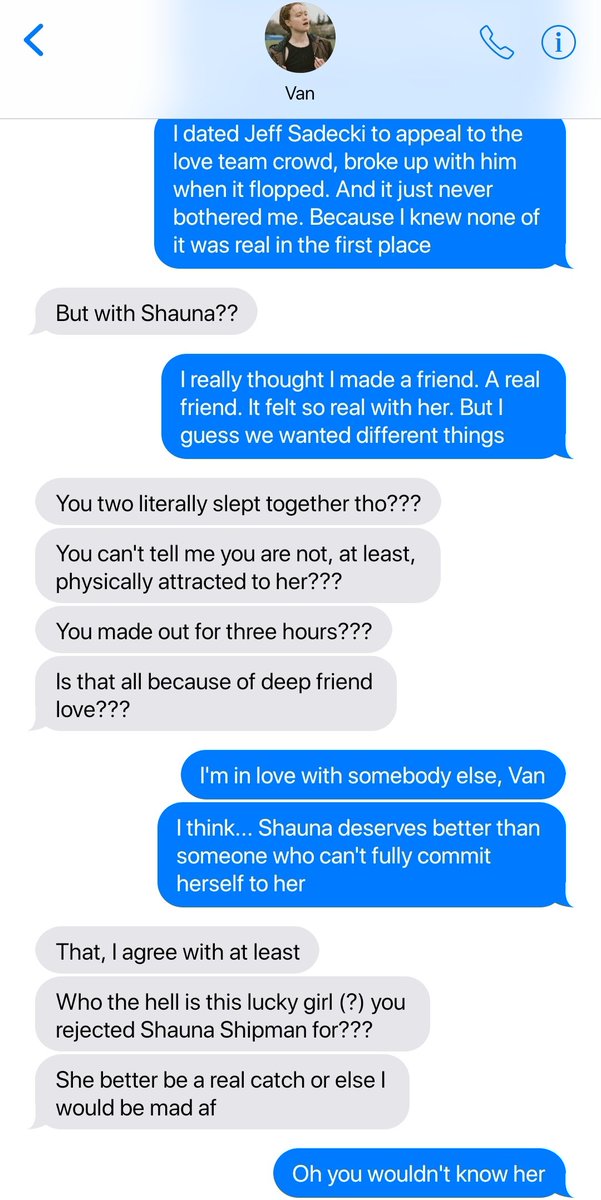 Van
I dated Jeff Sadecki to appeal to the
love team crowd, broke up with him
when it flopped. And it just never
bothered me. Because I knew none of
it was real in the first place
But with Shauna??
I really thought I made a friend. A real
friend. It felt so real with her. But I
guess we wanted different things
You two literally slept together tho???
You can't tell me you are not, at least,
physically attracted to her???
You made out for three hours???
Is that all because of deep friend
love???
I'm in love with somebody else, Van
I think... Shauna deserves better than
someone who can't fully commit
herself to her
That, I agree with at least
Who the hell is this lucky girl (?) you
rejected Shauna Shipman for???
She better be a real catch or else I
would be mad af
Oh you wouldn't know her